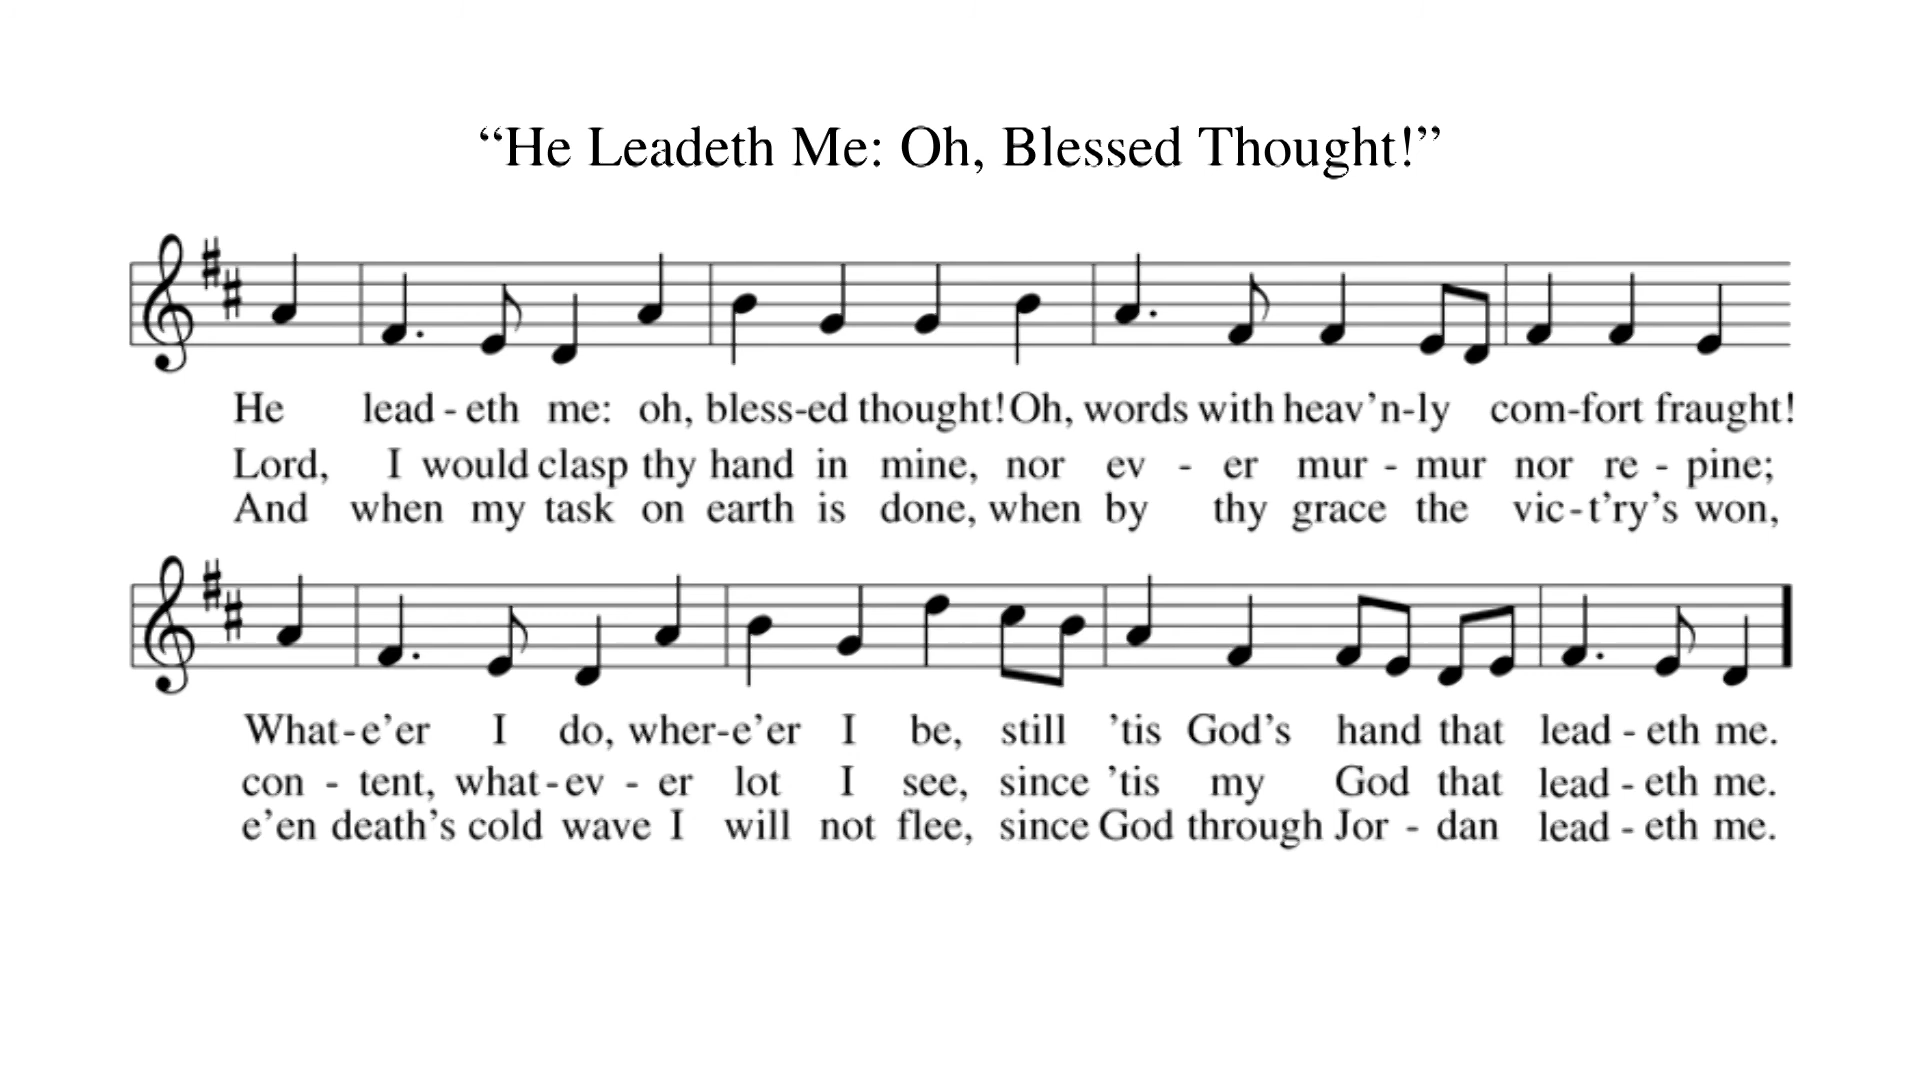 “He Leadeth Me: Oh, Blessed Thought!”
He lead - eth me: oh, bless-ed thought! Oh, words with heav’n-ly com-fort fraught!
Lord, I would clasp thy hand in mine, nor ev - er mur - mur nor re - pine;
And when my task on earth is done, when by thy grace the vic-t’ry’s won,
What-e’er I do, wher-e’er I be, still ’tis God’s hand that lead - eth me.
con - tent, what-ev - er lot I see, since ’tis my God that lead - eth me.
e’en death’s cold wave I will not flee, since God through Jor - dan lead - eth me.